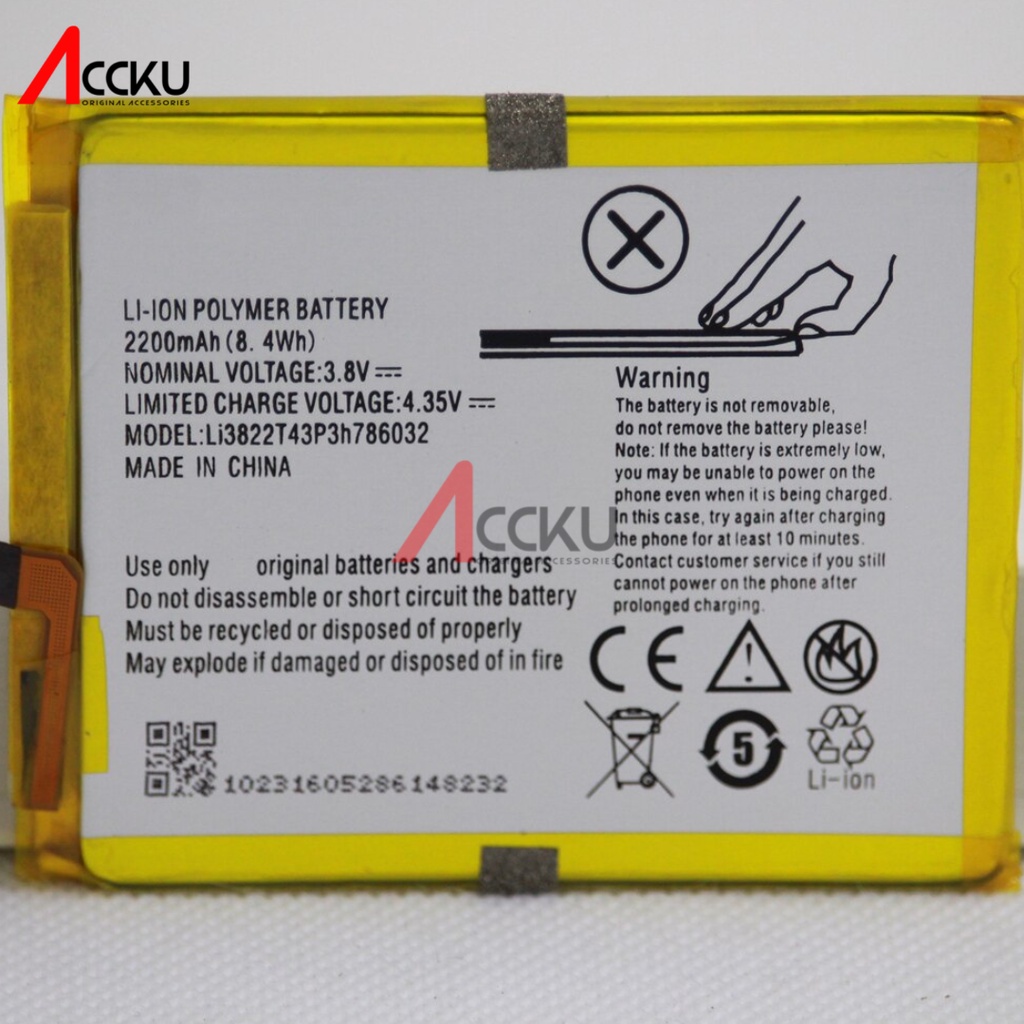 ACCKU
ORIGINAL ACCESSORIES
LI-ION POLYMER BATTERY
2200mAh (8.4Wh)
NOMINAL VOLTAGE:3.8V
LIMITED CHARGE VOLTAGE:4.35V
MODEL:Li3822T43P3h786032
MADE IN CHINA
Warning
The battery is not removable,
do not remove the battery please!
Note: If the battery is extremely low,
you may be unable to power on the
phone even when it is being charged.
In this case, try again after charging
the phone for at least 10 minutes.
Contact customer service if you still
cannot power on the phone after
prolonged charging.
ACCKU
ACCESSORIES
Use only original batteries and chargers
Do not disassemble or short circuit the battery
Must be recycled or disposed of properly
May explode if damaged or disposed of in fire
CE
5
Li-ion
10231605286148232